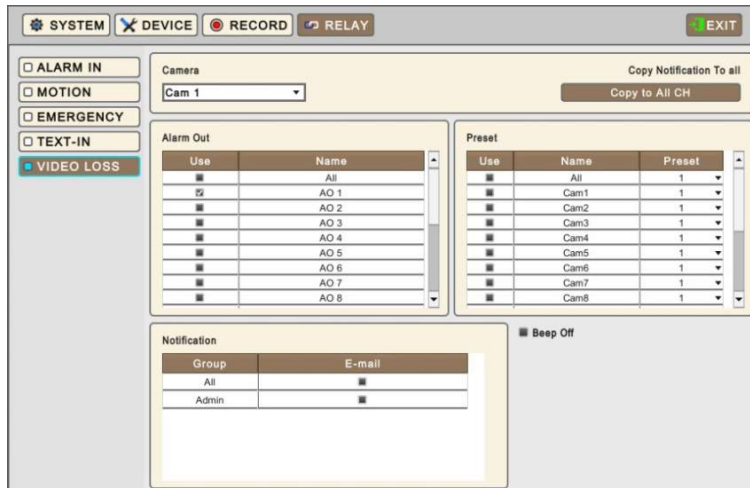 SYSTEM DEVICE RECORD RELAY EXIT
ALARM IN
MOTION
EMERGENCY
TEXT-IN
VIDEO LOSS
Camera Copy Notification To all
Cam 1 Copy to All CH
Alarm Out
Use Name
All
AO 1
AO 2
AO 3
AO 4
AO 5
AO 6
AO 7
AO 8
Preset
Use Name Preset
All 1
Cam1 1
Cam2 1
Cam3 1
Cam4 1
Cam5 1
Cam6 1
Cam7 1
Cam8 1
Notification
Group E-mail
All
Admin
Beep Off